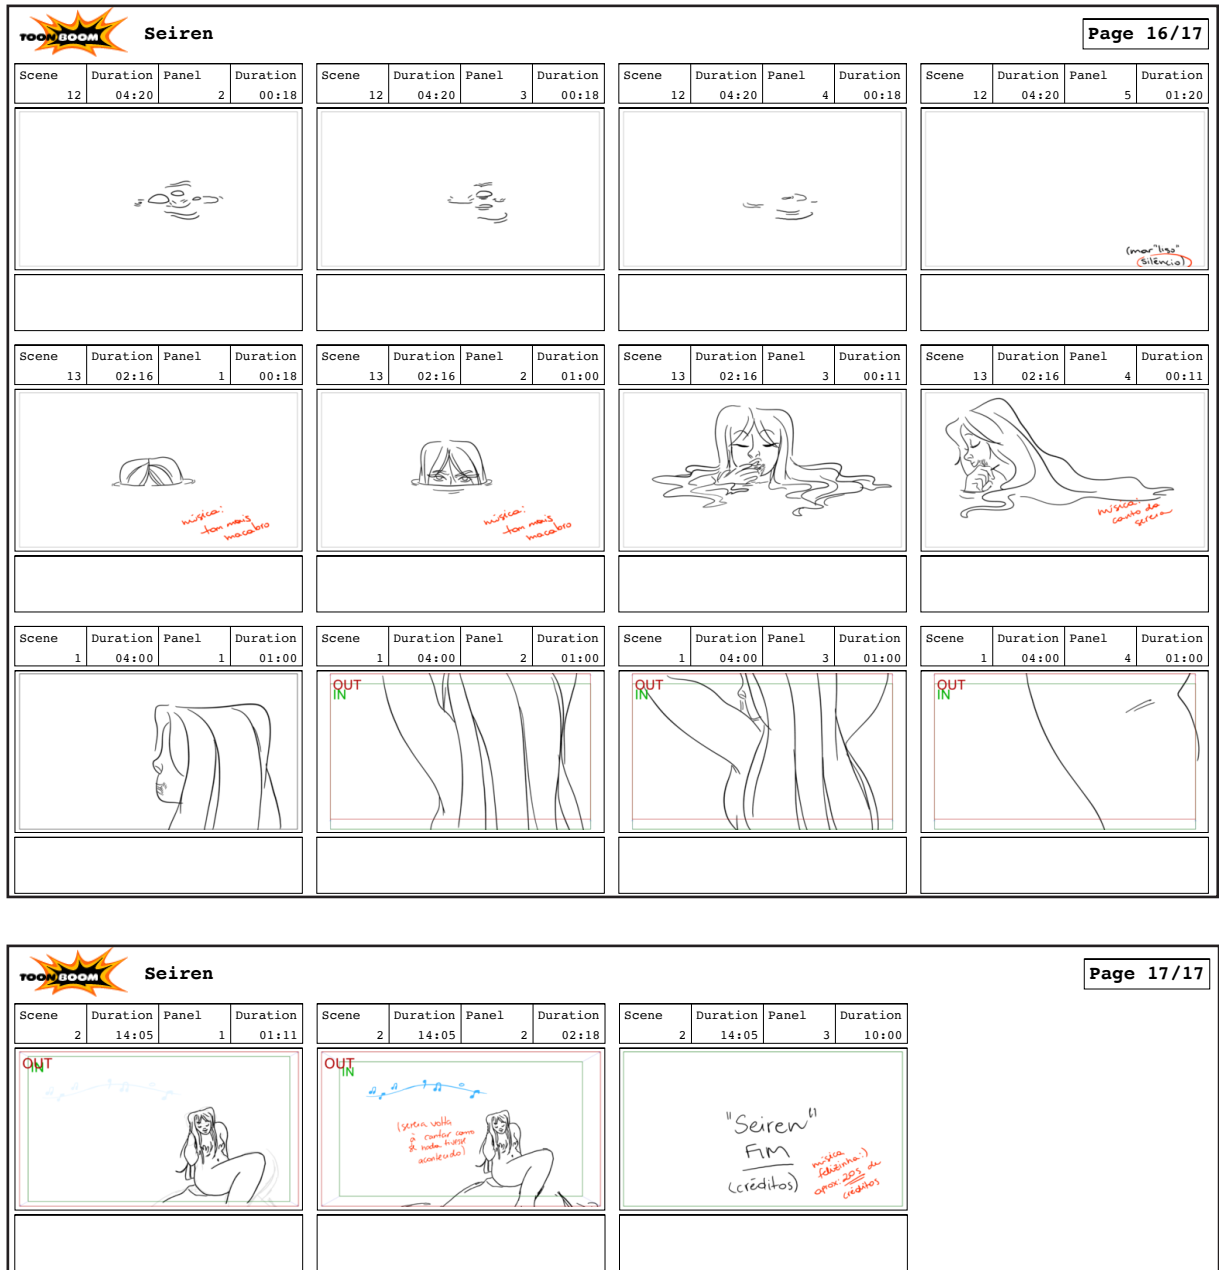 TOON BOOM
Seiren
Page 16/17
Scene Duration Panel Duration Scene Duration Panel Duration Scene Duration Panel Duration Scene Duration Panel Duration
12 04:20 2 00:18 12 04:20 3 00:18 12 04:20 4 00:18 12 04:20 5 01:20
(mar "liso"
(silêncio)
Scene Duration Panel Duration Scene Duration Panel Duration Scene Duration Panel Duration Scene Duration Panel Duration
13 02:16 1 00:18 13 02:16 2 01:00 13 02:16 3 00:11 13 02:16 4 00:11
música:
tom mais
macabro
música:
tom mais
macabro
música:
canto da
sereia
Scene Duration Panel Duration Scene Duration Panel Duration Scene Duration Panel Duration Scene Duration Panel Duration
1 04:00 1 01:00 1 04:00 2 01:00 1 04:00 3 01:00 1 04:00 4 01:00
OUT
IN
OUT
IN
OUT
IN
TOON BOOM
Seiren
Page 17/17
Scene Duration Panel Duration Scene Duration Panel Duration Scene Duration Panel Duration
2 14:05 1 01:11 2 14:05 2 02:18 2 14:05 3 10:00
OUT
IN
OUT
IN
(sereia volta
à cantar como
se nada tivesse
acontecido)
"Seiren"
FIM
(créditos)
música
felizinha:)
aprox. 20s de
créditos